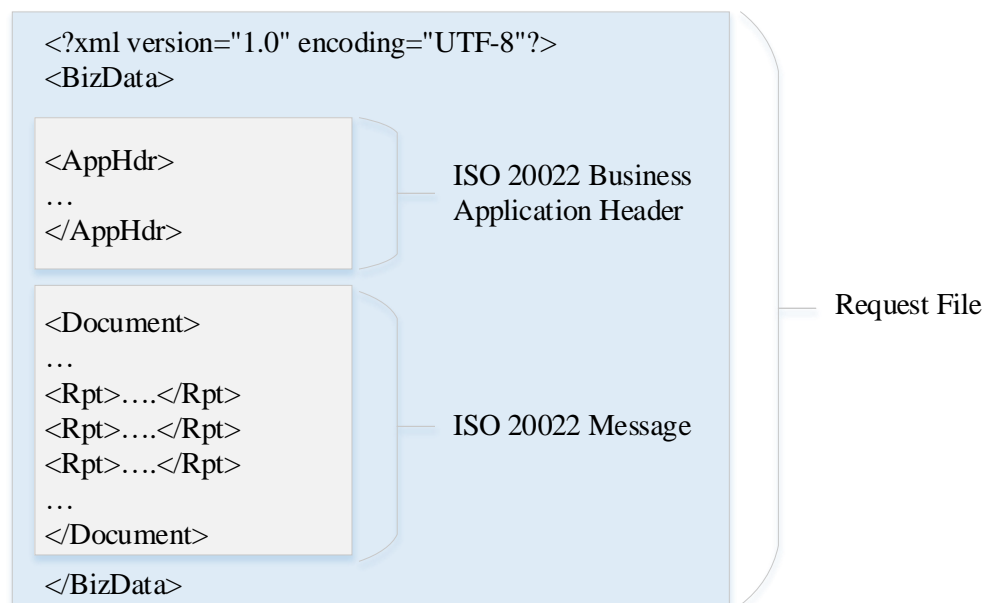 <?xml version="1.0" encoding="UTF-8"?>
<BizData>
<AppHdr>
…
</AppHdr>
ISO 20022 Business
Application Header
<Document>
…
<Rpt>….</Rpt>
<Rpt>….</Rpt>
<Rpt>….</Rpt>
…
</Document>
ISO 20022 Message
</BizData>
Request File